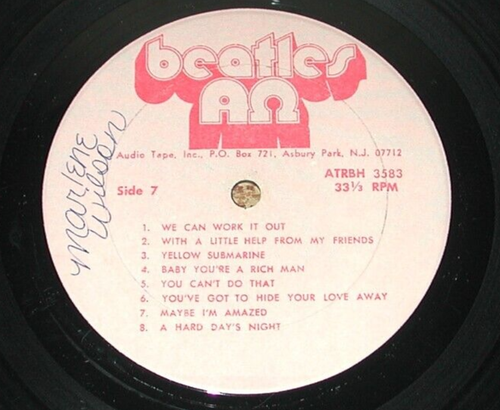 beatles
AΩ
Audio Tape, Inc., P.O. Box 721, Asbury Park, N.J. 07712
ATRBH 3583
Side 7
33⅓ RPM
Marlene
Wilson
1. WE CAN WORK IT OUT
2. WITH A LITTLE HELP FROM MY FRIENDS
3. YELLOW SUBMARINE
4. BABY YOU'RE A RICH MAN
5. YOU CAN'T DO THAT
6. YOU'VE GOT TO HIDE YOUR LOVE AWAY
7. MAYBE I'M AMAZED
8. A HARD DAY'S NIGHT